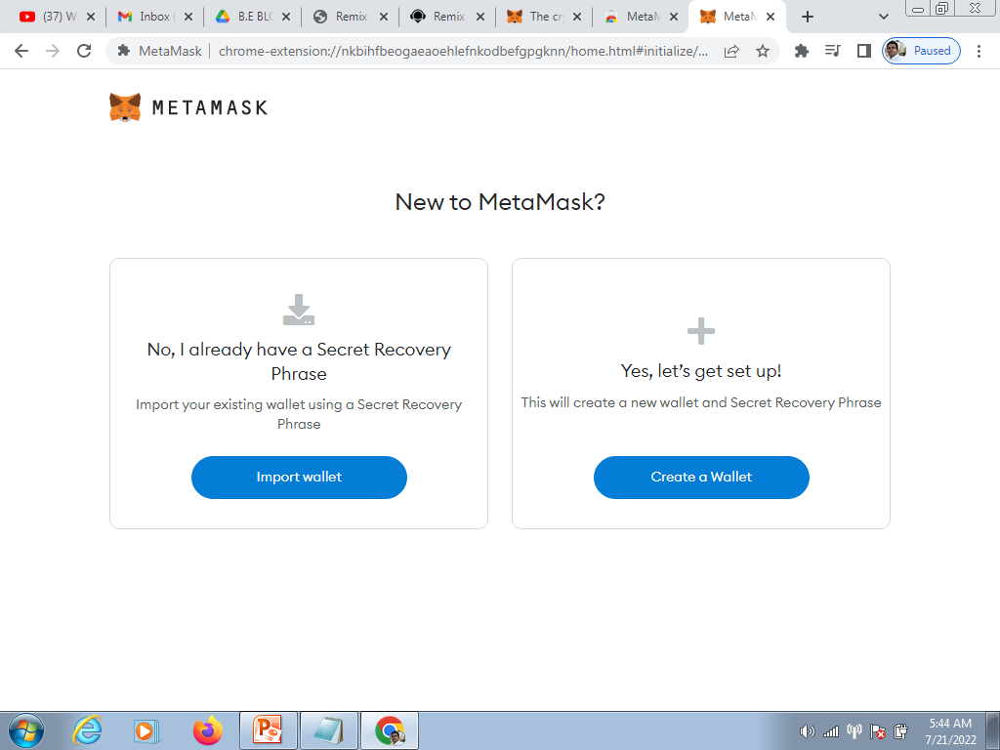 (37) W
Inbox (
B.E BLO
Remix
Remix
The cry
MetaM
MetaM
MetaMask
chrome-extension://nkbihfbeogaeaoehlefnkodbefgpgknn/home.html#initialize/...
Paused
METAMASK
New to MetaMask?
No, I already have a Secret Recovery
Phrase
Import your existing wallet using a Secret Recovery
Phrase
Import wallet
Yes, let’s get set up!
This will create a new wallet and Secret Recovery Phrase
Create a Wallet
5:44 AM
7/21/2022